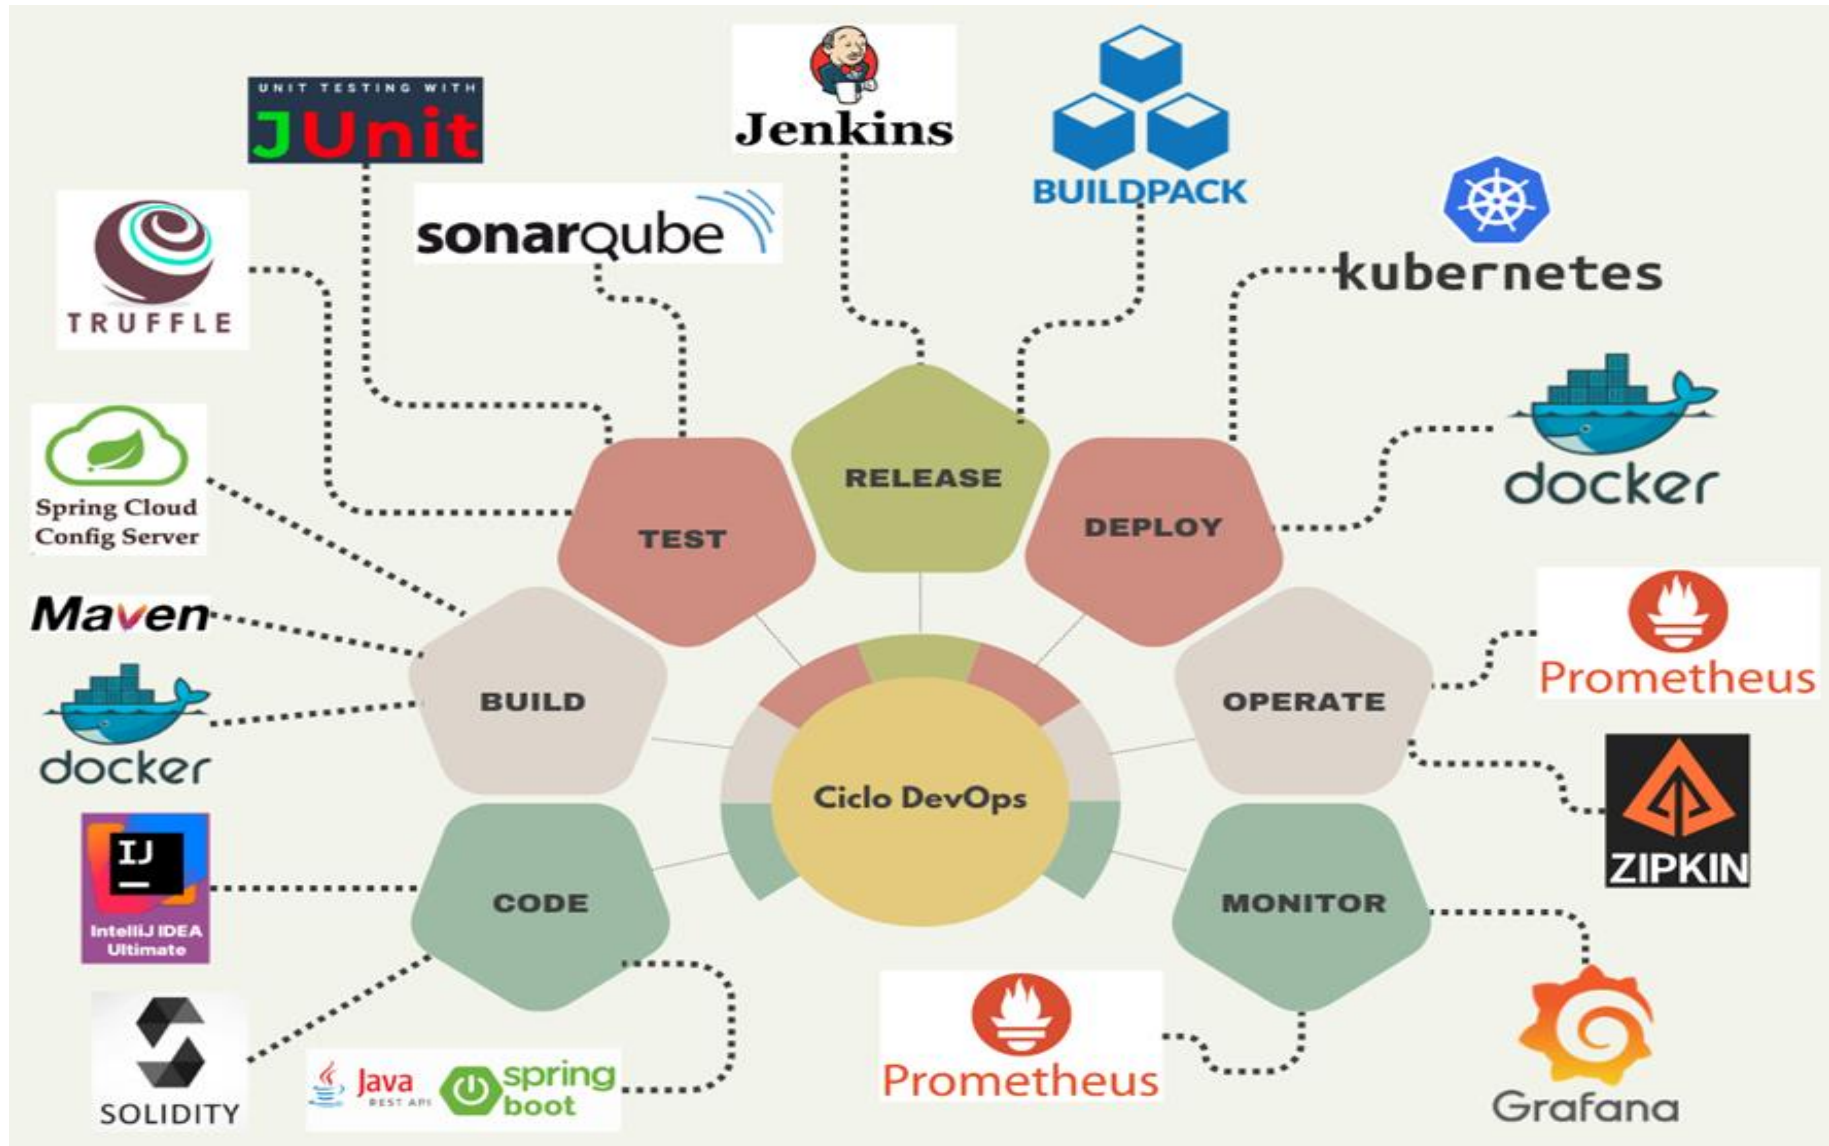 UNIT TESTING WITH
JUnit
Jenkins
BUILDPACK
sonarqube
TRUFFLE
kubernetes
Spring Cloud
Config Server
docker
RELEASE
TEST
DEPLOY
Maven
Prometheus
docker
BUILD
OPERATE
Ciclo DevOps
IJ
IntelliJ IDEA
Ultimate
ZIPKIN
CODE
MONITOR
SOLIDITY
Java
REST API
spring
boot
Prometheus
Grafana